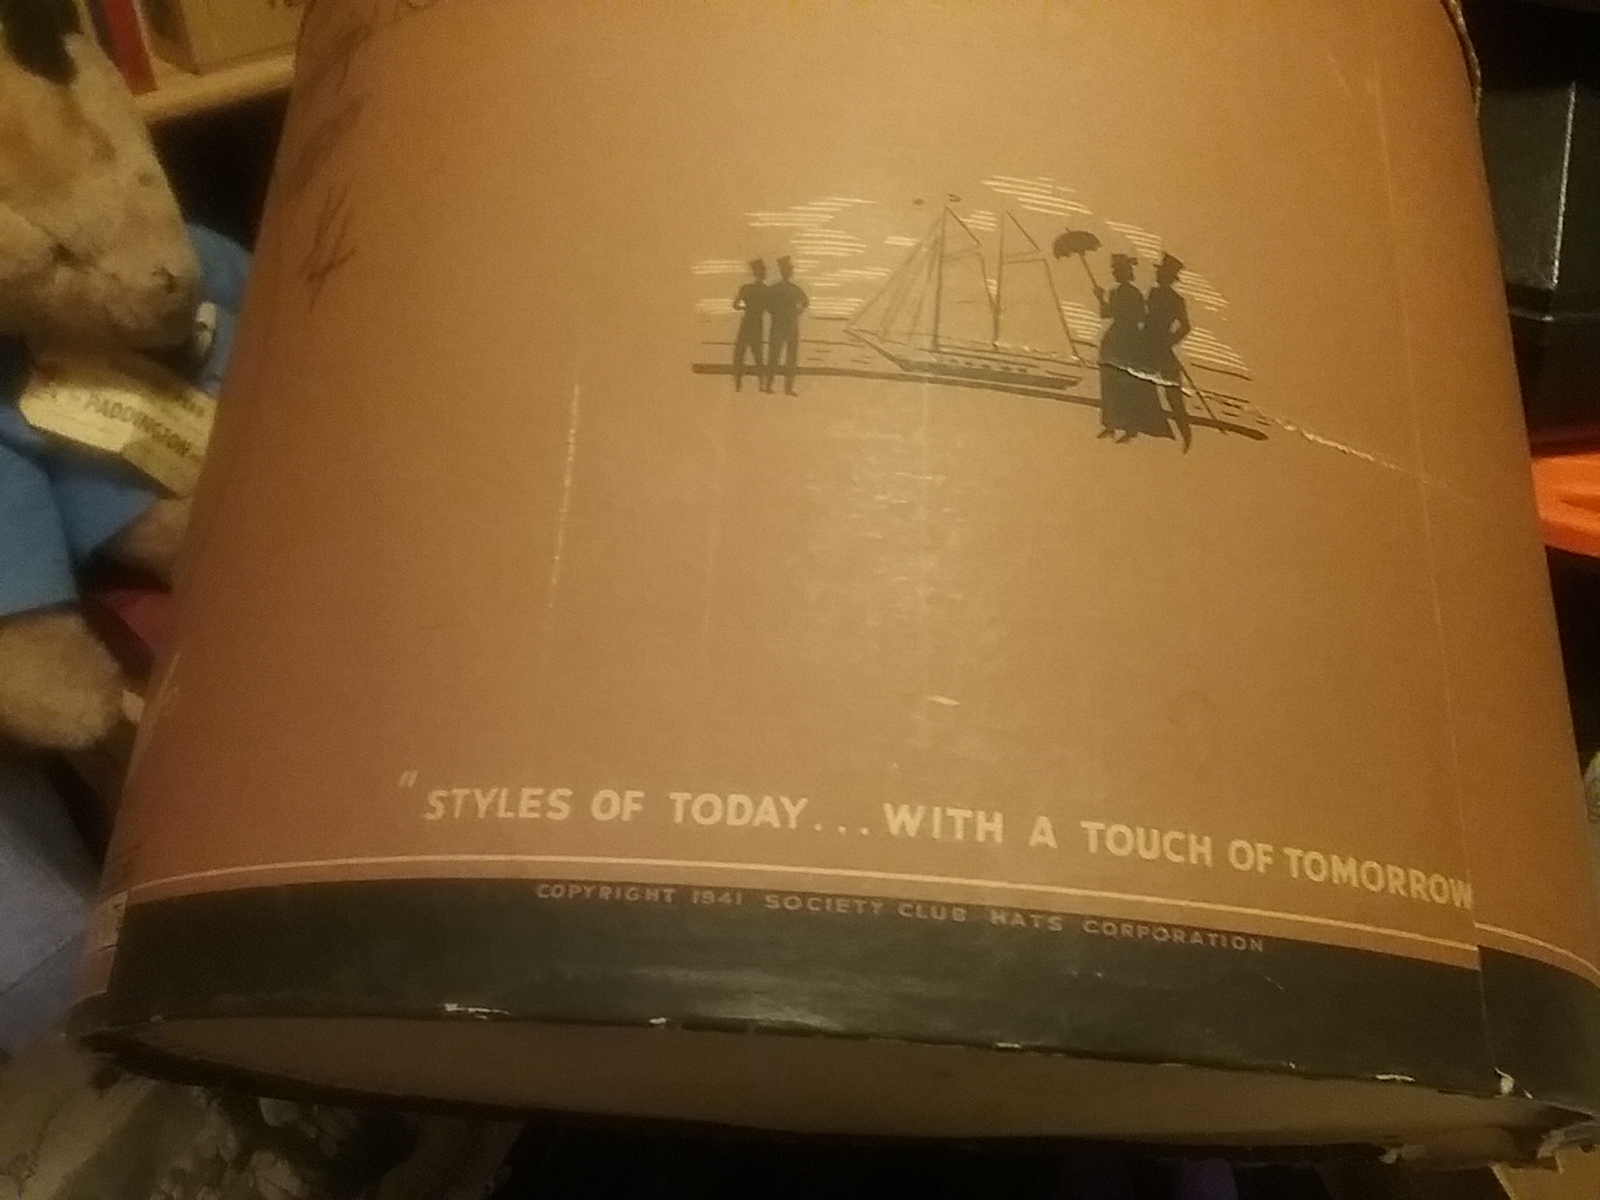 PADDINGTON
"STYLES OF TODAY... WITH A TOUCH OF TOMORROW
COPYRIGHT 1941 SOCIETY CLUB HATS CORPORATION